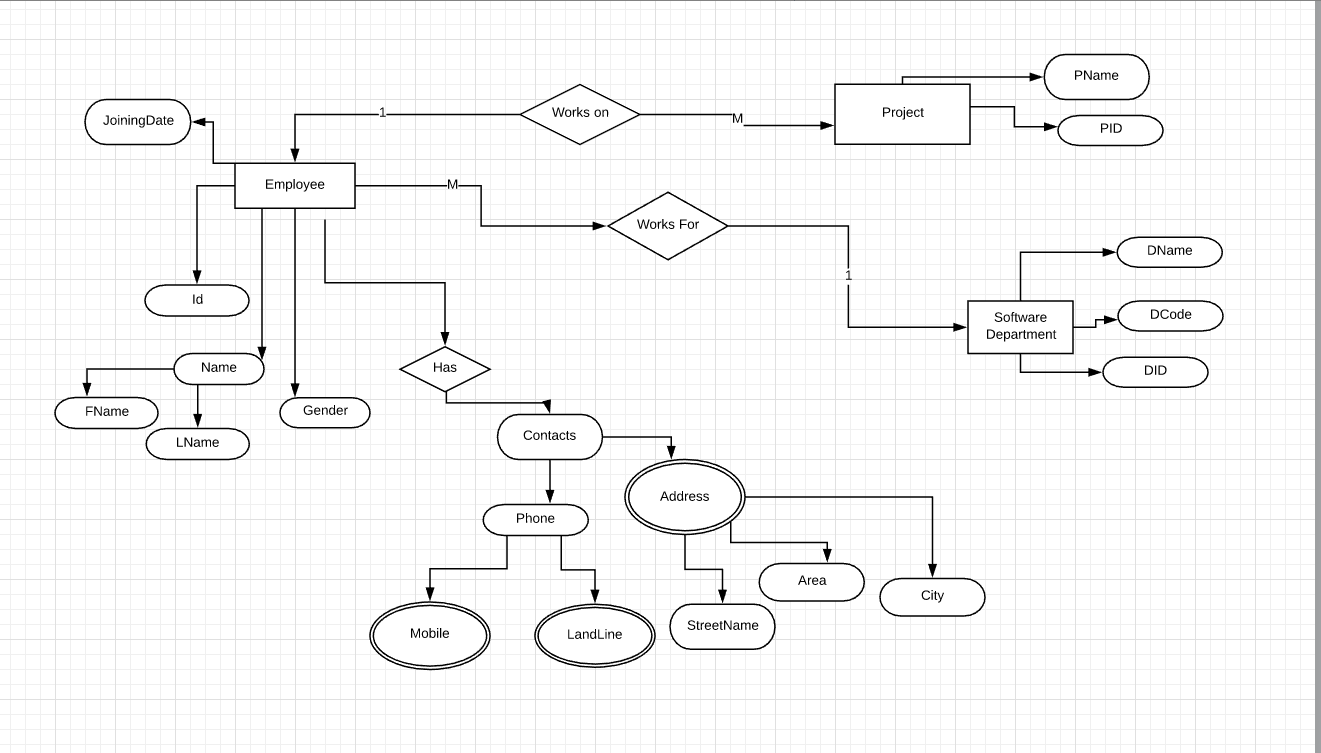 PName
JoiningDate
1
Works on
M
Project
PID
Employee
M
Works For
DName
1
Id
Software
Department
DCode
Name
Has
DID
FName
Gender
LName
Contacts
Address
Phone
Area
City
Mobile
LandLine
StreetName